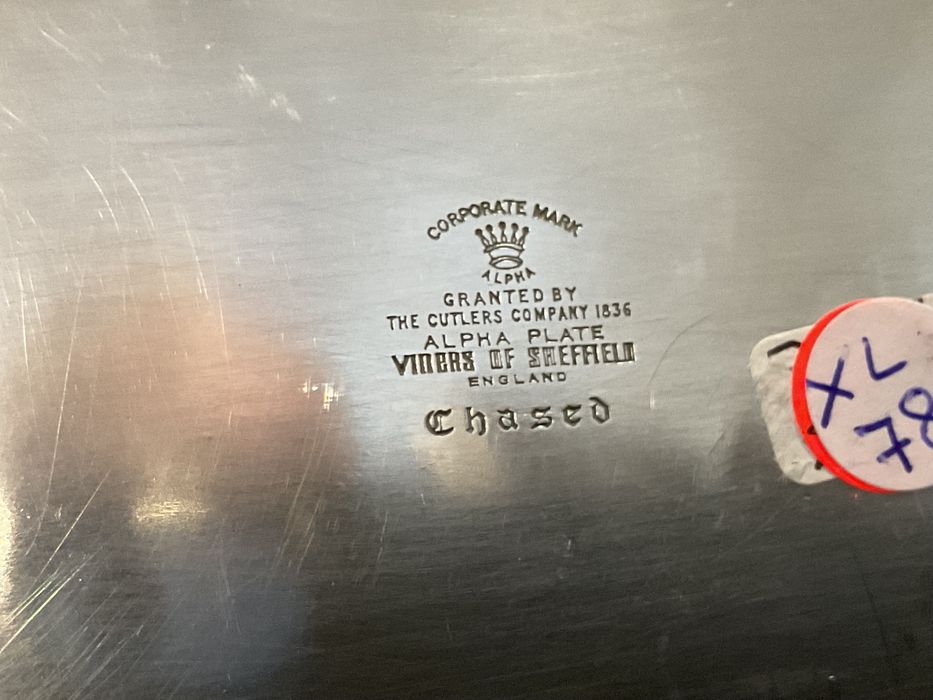 CORPORATE MARK
ALPHA
GRANTED BY
THE CUTLERS COMPANY 1836
ALPHA PLATE
VINERS OF SHEFFIELD
ENGLAND
Chased
XL
78